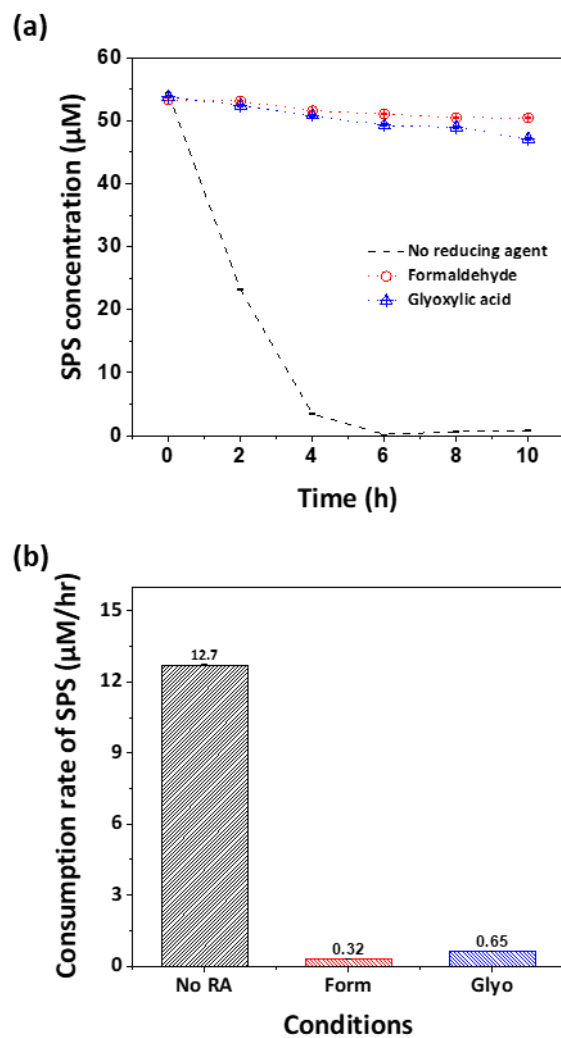 (a)
SPS concentration (μM)
60
50
40
30
20
10
0
No reducing agent
Formaldehyde
Glyoxylic acid
0 2 4 6 8 10
Time (h)
(b)
Consumption rate of SPS (μM/hr)
15
12
9
6
3
0
12.7
0.32
0.65
No RA Form Glyo
Conditions